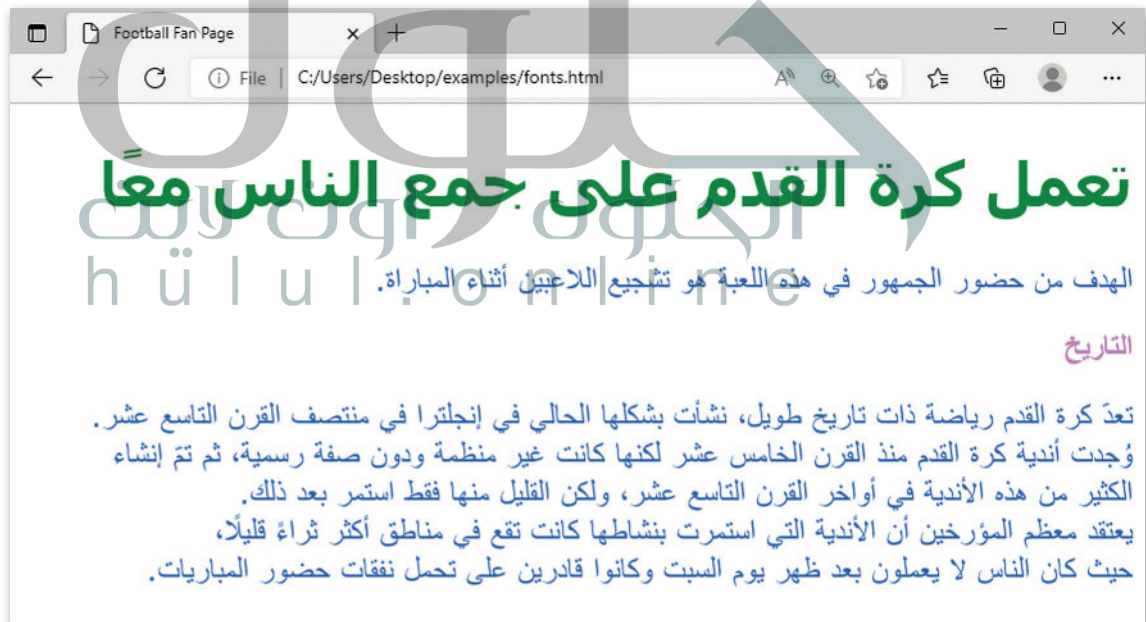 Football Fan Page
File | C:/Users/Desktop/examples/fonts.html
تعمل كرة القدم على جمع الناس معًا
الحلول اون لاين
hülul.online
الهدف من حضور الجمهور في هذه اللعبة هو تشجيع اللاعبين أثناء المباراة.
التاريخ
تعدّ كرة القدم رياضة ذات تاريخ طويل، نشأت بشكلها الحالي في إنجلترا في منتصف القرن التاسع عشر.
وُجدت أندية كرة القدم منذ القرن الخامس عشر لكنها كانت غير منظمة ودون صفة رسمية، ثم تمّ إنشاء
الكثير من هذه الأندية في أواخر القرن التاسع عشر، ولكن القليل منها فقط استمر بعد ذلك.
يعتقد معظم المؤرخين أن الأندية التي استمرت بنشاطها كانت تقع في مناطق أكثر ثراءً قليلًا،
حيث كان الناس لا يعملون بعد ظهر يوم السبت وكانوا قادرين على تحمل نفقات حضور المباريات.